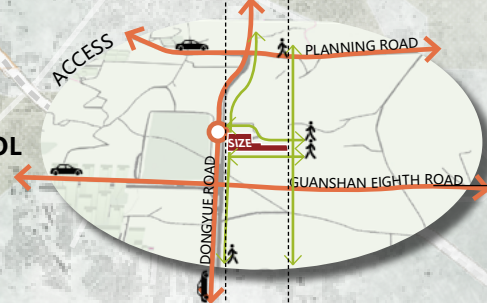 ACCESS
PLANNING ROAD
OL
SIZE
GUANSHAN EIGHTH ROAD
DONGYUE ROAD